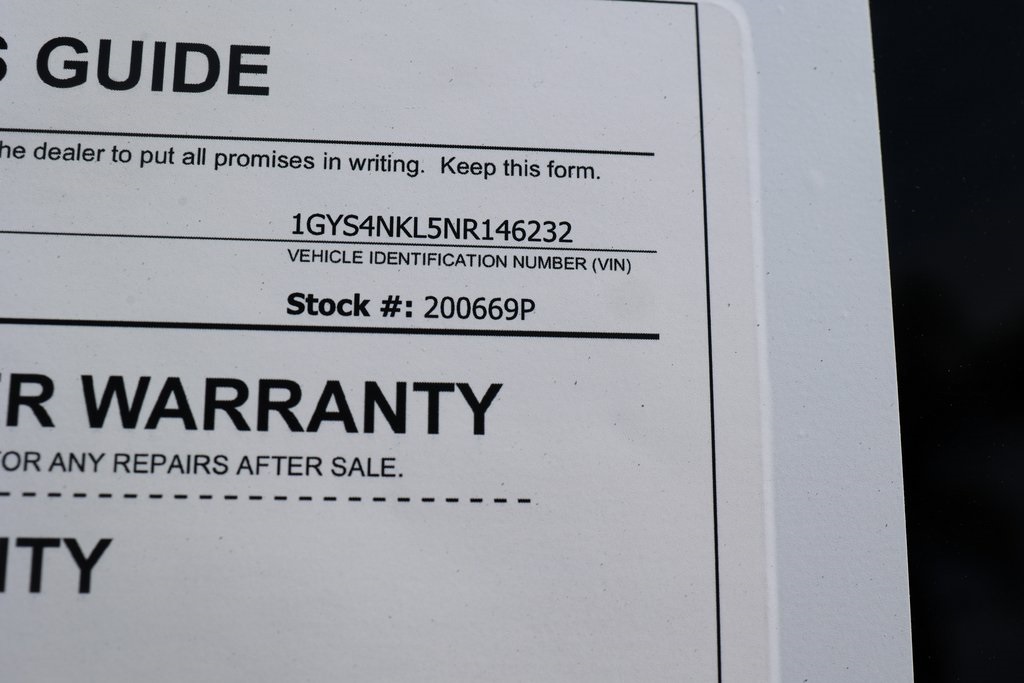 S GUIDE
he dealer to put all promises in writing. Keep this form.
1GYS4NKL5NR146232
VEHICLE IDENTIFICATION NUMBER (VIN)
Stock #: 200669P
R WARRANTY
OR ANY REPAIRS AFTER SALE.
ITY